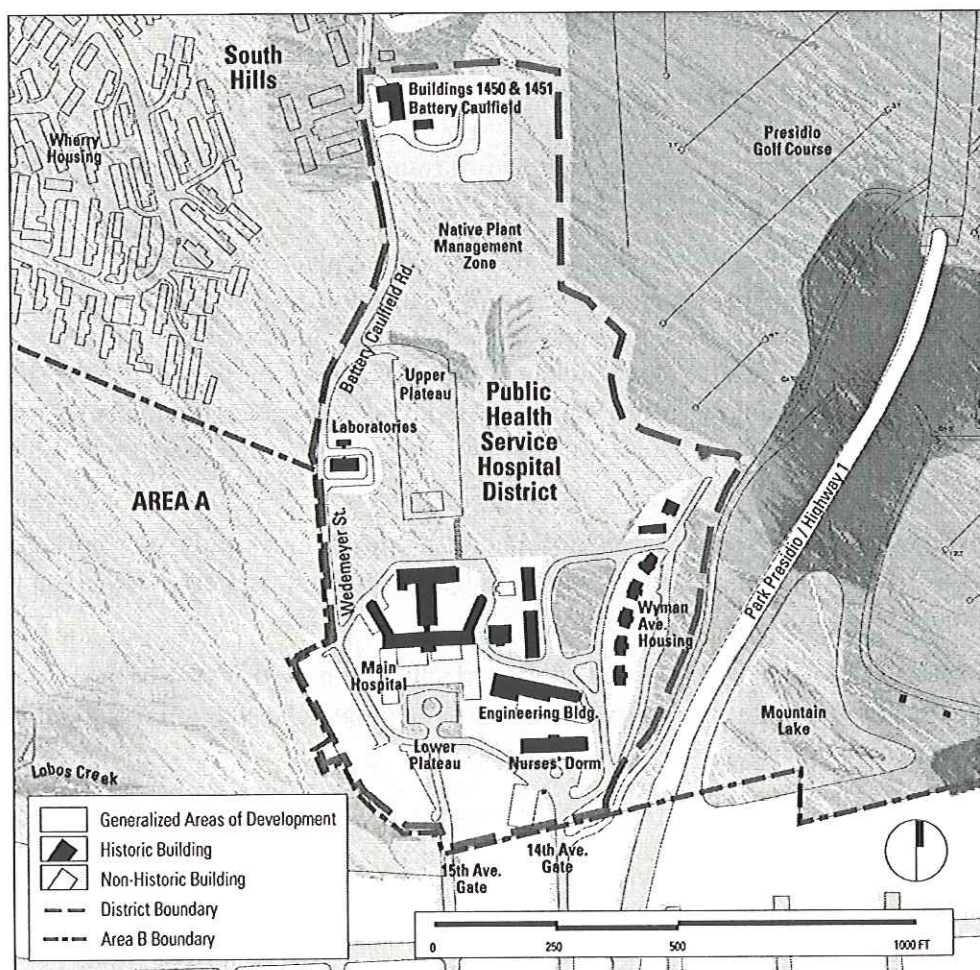 South
Hills
Buildings 1450 & 1451
Battery Caulfield
Wherry
Housing
Presidio
Golf Course
Native Plant
Management
Zone
Battery Caulfield Rd.
Upper
Plateau
Public
Health
Service
Hospital
District
Laboratories
AREA A
Wedemeyer St.
Park Presidio / Highway 1
Wyman
Ave.
Housing
Main
Hospital
Engineering Bldg.
Mountain
Lake
Lower
Plateau
Nurses' Dorm
Lobos Creek
15th Ave.
Gate
14th Ave.
Gate
Generalized Areas of Development
Historic Building
Non-Historic Building
District Boundary
Area B Boundary
0 250 500 1000 FT